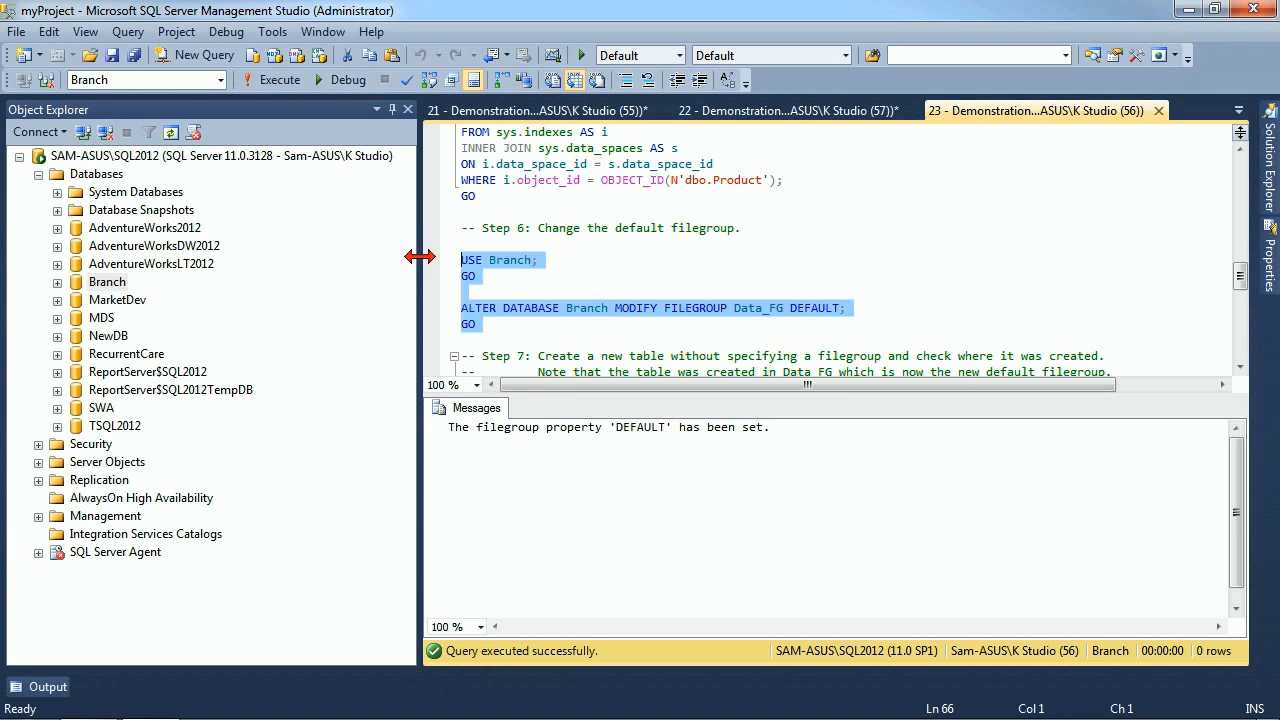 myProject - Microsoft SQL Server Management Studio (Administrator)
File Edit View Query Project Debug Tools Window Help
New Query Default Default
Branch Execute Debug
Object Explorer
Connect
SAM-ASUS\SQL2012 (SQL Server 11.0.3128 - Sam-ASUS\K Studio)
Databases
System Databases
Database Snapshots
AdventureWorks2012
AdventureWorksDW2012
AdventureWorksLT2012
Branch
MarketDev
MDS
NewDB
RecurrentCare
ReportServer$SQL2012
ReportServer$SQL2012TempDB
SWA
TSQL2012
Security
Server Objects
Replication
AlwaysOn High Availability
Management
Integration Services Catalogs
SQL Server Agent
21 - Demonstration...ASUS\K Studio (55))* 22 - Demonstration...ASUS\K Studio (57))* 23 - Demonstration...ASUS\K Studio (56))
FROM sys.indexes AS i
INNER JOIN sys.data_spaces AS s
ON i.data_space_id = s.data_space_id
WHERE i.object_id = OBJECT_ID(N'dbo.Product');
GO
-- Step 6: Change the default filegroup.
USE Branch;
GO
ALTER DATABASE Branch MODIFY FILEGROUP Data_FG DEFAULT;
GO
-- Step 7: Create a new table without specifying a filegroup and check where it was created.
-- Note that the table was created in Data_FG which is now the new default filegroup.
100 %
Messages
The filegroup property 'DEFAULT' has been set.
100 %
Query executed successfully. SAM-ASUS\SQL2012 (11.0 SP1) Sam-ASUS\K Studio (56) Branch 00:00:00 0 rows
Solution Explorer
Properties
Output
Ready Ln 66 Col 1 Ch 1 INS